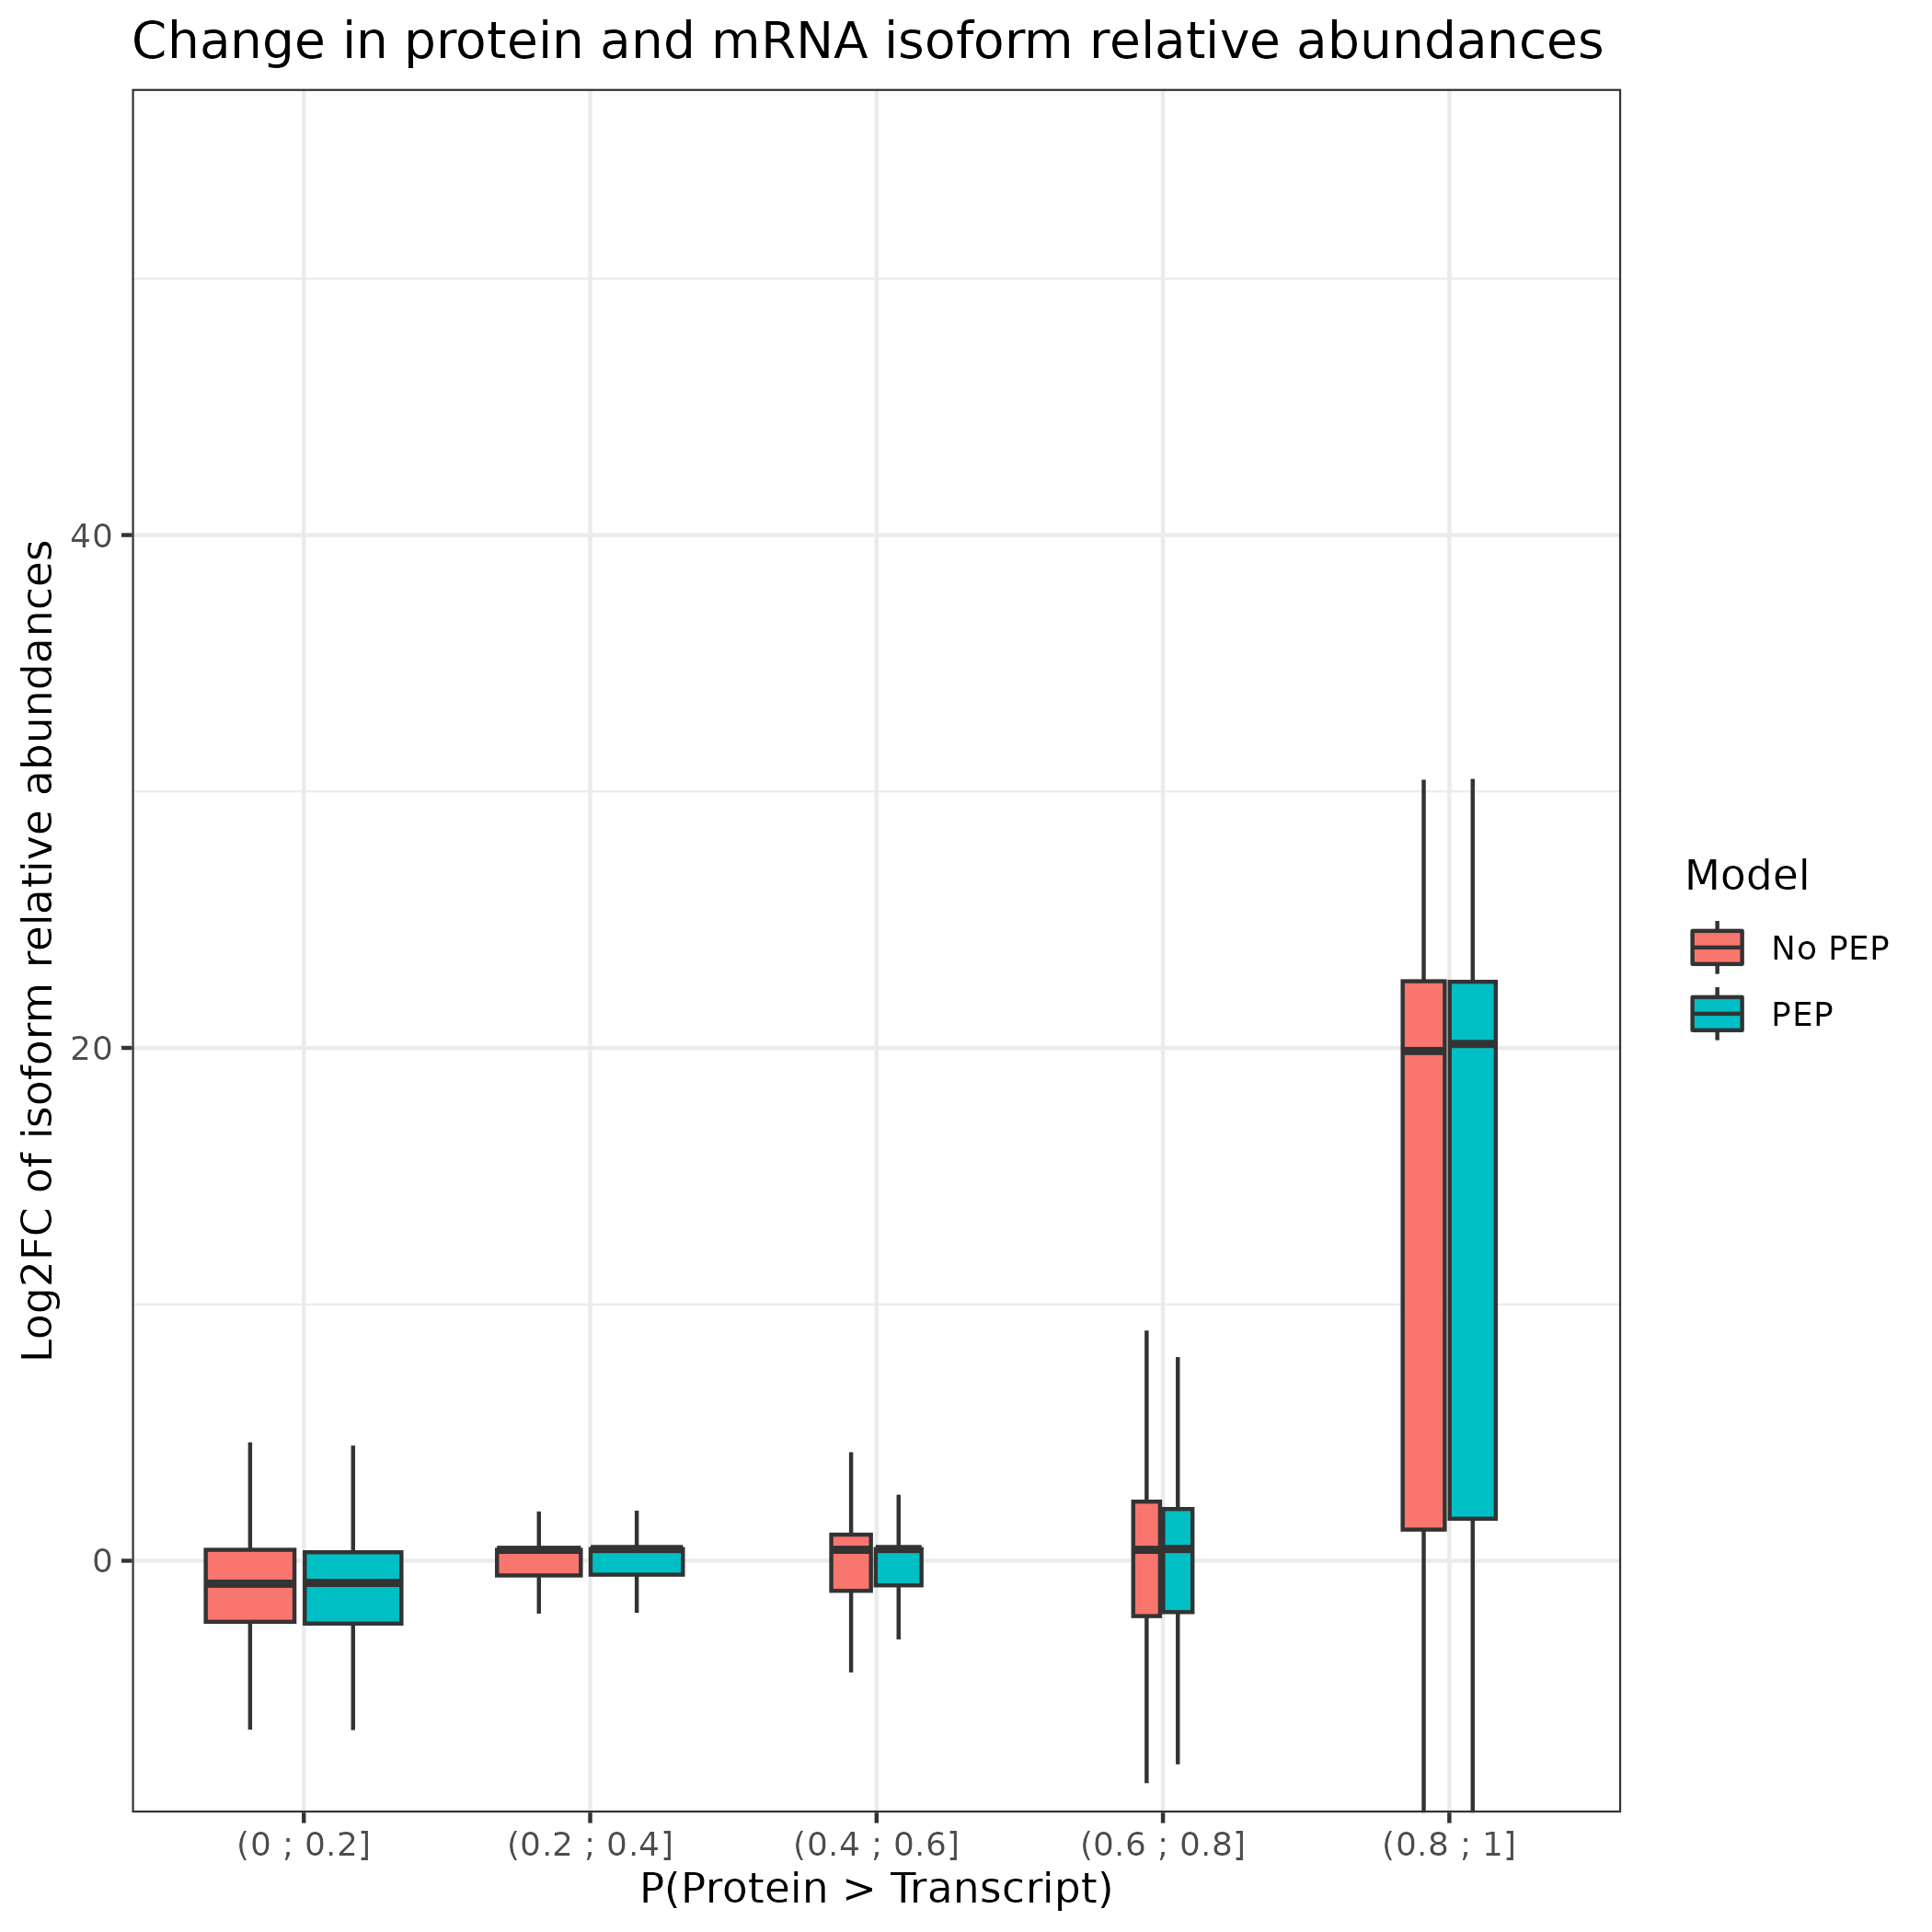 Change in protein and mRNA isoform relative abundances
Log2FC of isoform relative abundances
40
20
0
(0 ; 0.2]
(0.2 ; 0.4]
(0.4 ; 0.6]
(0.6 ; 0.8]
(0.8 ; 1]
P(Protein > Transcript)
Model
No PEP
PEP